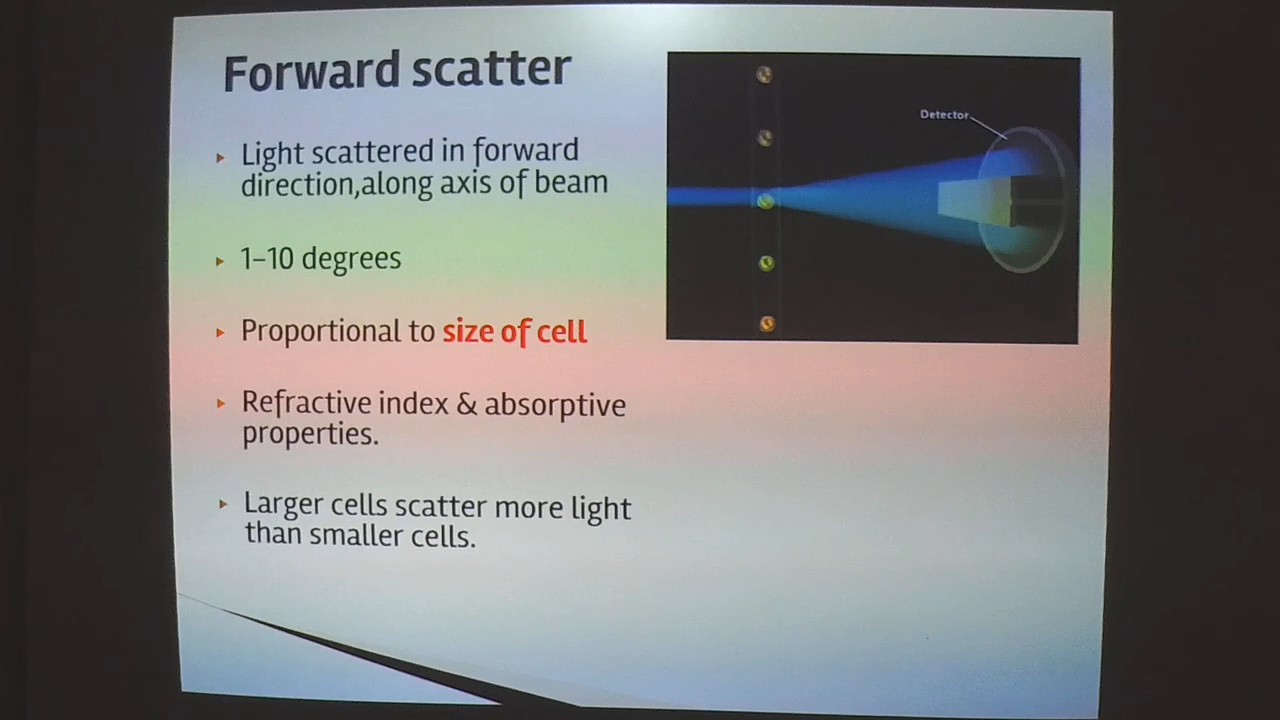 Forward scatter
Light scattered in forward
direction,along axis of beam
1–10 degrees
Proportional to size of cell
Refractive index & absorptive
properties.
Larger cells scatter more light
than smaller cells.
Detector